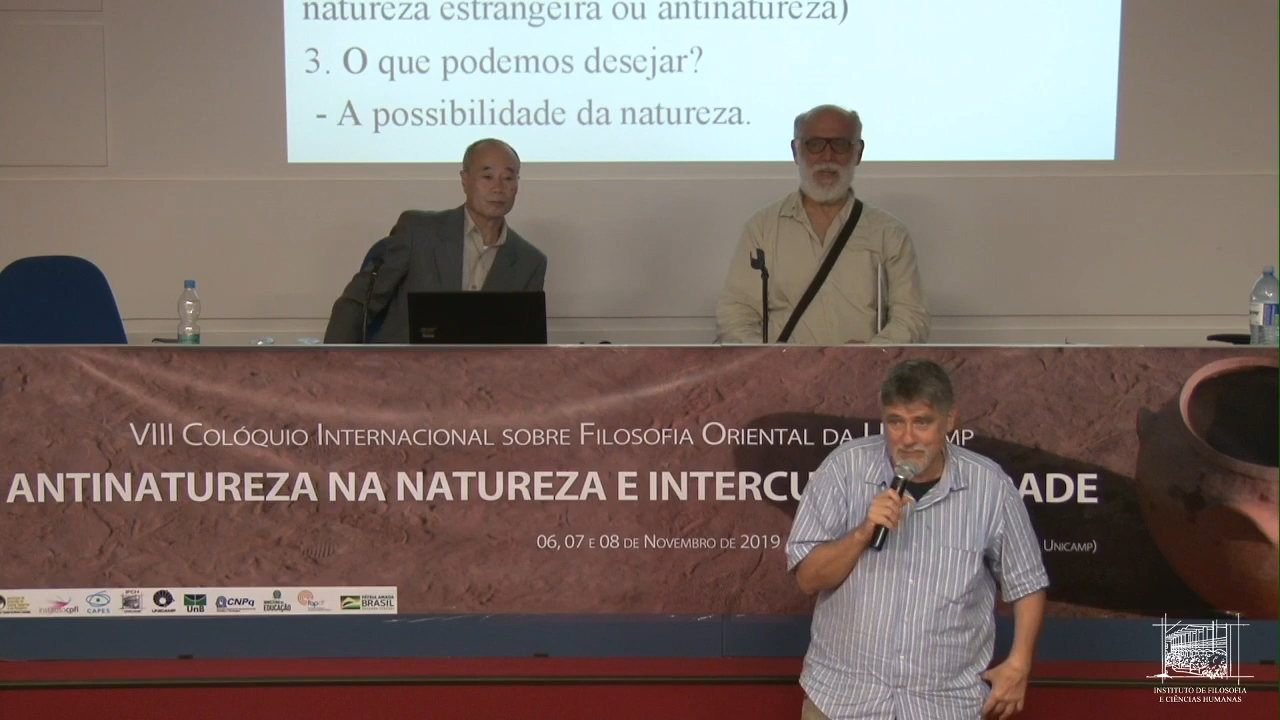 natureza estrangeira ou antinatureza)
3. O que podemos desejar?
- A possibilidade da natureza.
VIII COLÓQUIO INTERNACIONAL SOBRE FILOSOFIA ORIENTAL DA U MP
ANTINATUREZA NA NATUREZA E INTERCU ADE
06, 07 E 08 DE NOVEMBRO DE 2019 UNICAMP)
CAPES UNICAMP UnB CNPq EDUCAÇÃO BRASIL
INSTITUTO DE FILOSOFIA
E CIÊNCIAS HUMANAS